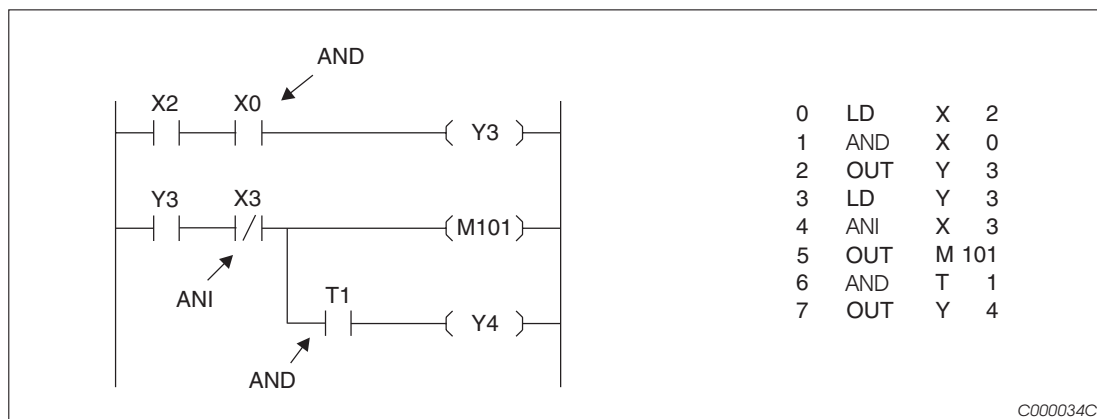 AND
X2 X0
Y3
Y3 X3
M101
ANI
T1
Y4
AND
0 LD X 2
1 AND X 0
2 OUT Y 3
3 LD Y 3
4 ANI X 3
5 OUT M 101
6 AND T 1
7 OUT Y 4
C000034C